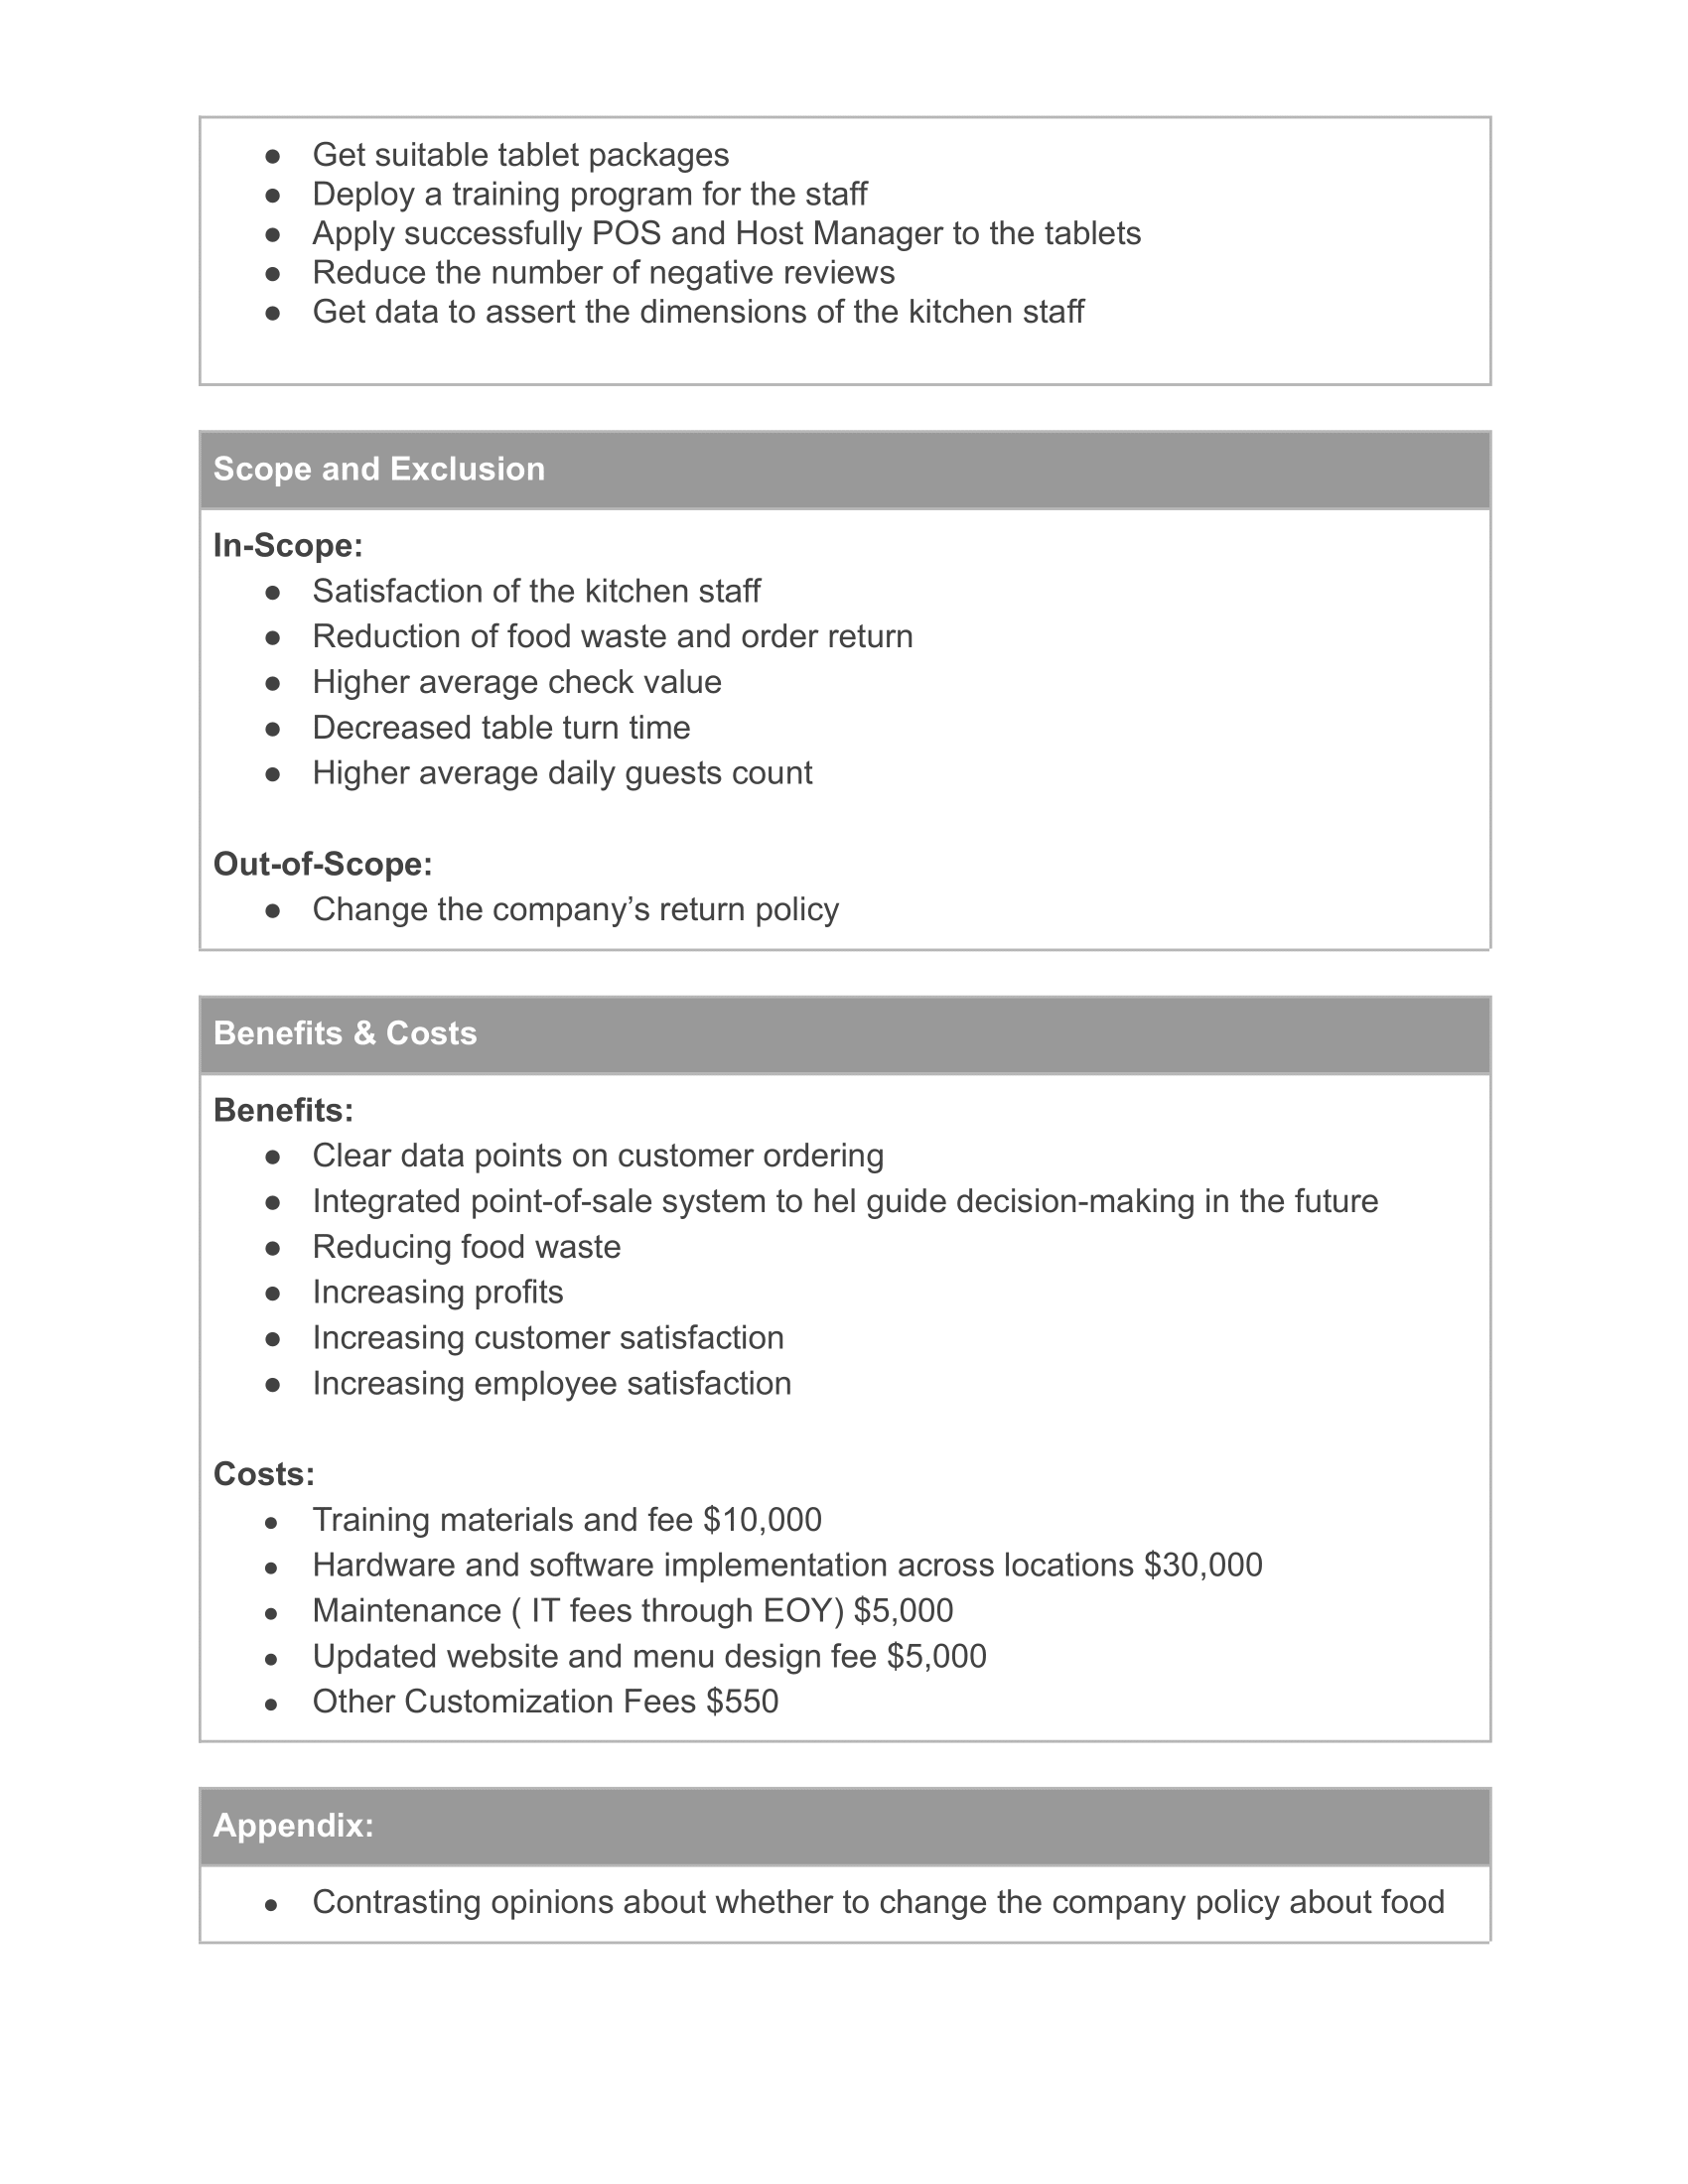 ● Get suitable tablet packages
● Deploy a training program for the staff
● Apply successfully POS and Host Manager to the tablets
● Reduce the number of negative reviews
● Get data to assert the dimensions of the kitchen staff
Scope and Exclusion
In-Scope:
● Satisfaction of the kitchen staff
● Reduction of food waste and order return
● Higher average check value
● Decreased table turn time
● Higher average daily guests count
Out-of-Scope:
● Change the company’s return policy
Benefits & Costs
Benefits:
● Clear data points on customer ordering
● Integrated point-of-sale system to hel guide decision-making in the future
● Reducing food waste
● Increasing profits
● Increasing customer satisfaction
● Increasing employee satisfaction
Costs:
● Training materials and fee $10,000
● Hardware and software implementation across locations $30,000
● Maintenance ( IT fees through EOY) $5,000
● Updated website and menu design fee $5,000
● Other Customization Fees $550
Appendix:
● Contrasting opinions about whether to change the company policy about food